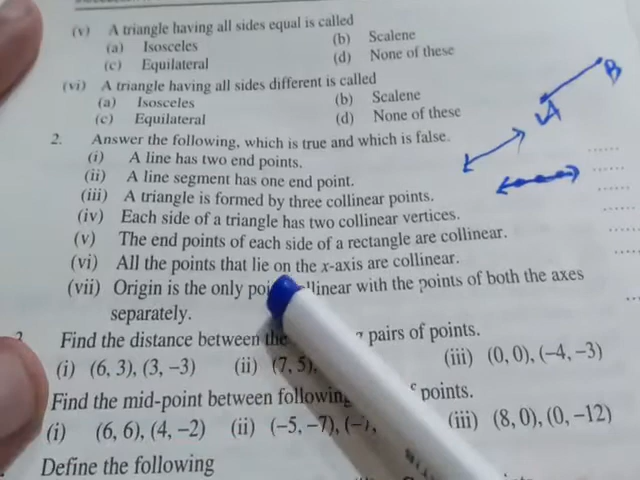 (v) A triangle having all sides equal is called
(a) Isosceles (b) Scalene
(c) Equilateral (d) None of these
(vi) A triangle having all sides different is called
(a) Isosceles (b) Scalene
(c) Equilateral (d) None of these
B
A
2. Answer the following, which is true and which is false.
(i) A line has two end points. ......
(ii) A line segment has one end point. ......
(iii) A triangle is formed by three collinear points. ......
(iv) Each side of a triangle has two collinear vertices. ......
(v) The end points of each side of a rectangle are collinear. ......
(vi) All the points that lie on the x-axis are collinear.
(vii) Origin is the only collinear with the points of both the axes
separately.
Find the distance between the pairs of points.
(i) (6, 3), (3, −3) (ii) (7, 5), (iii) (0, 0), (−4, −3)
Find the mid-point between following points.
(i) (6, 6), (4, −2) (ii) (−5, −7), (iii) (8, 0), (0, −12)
Define the following